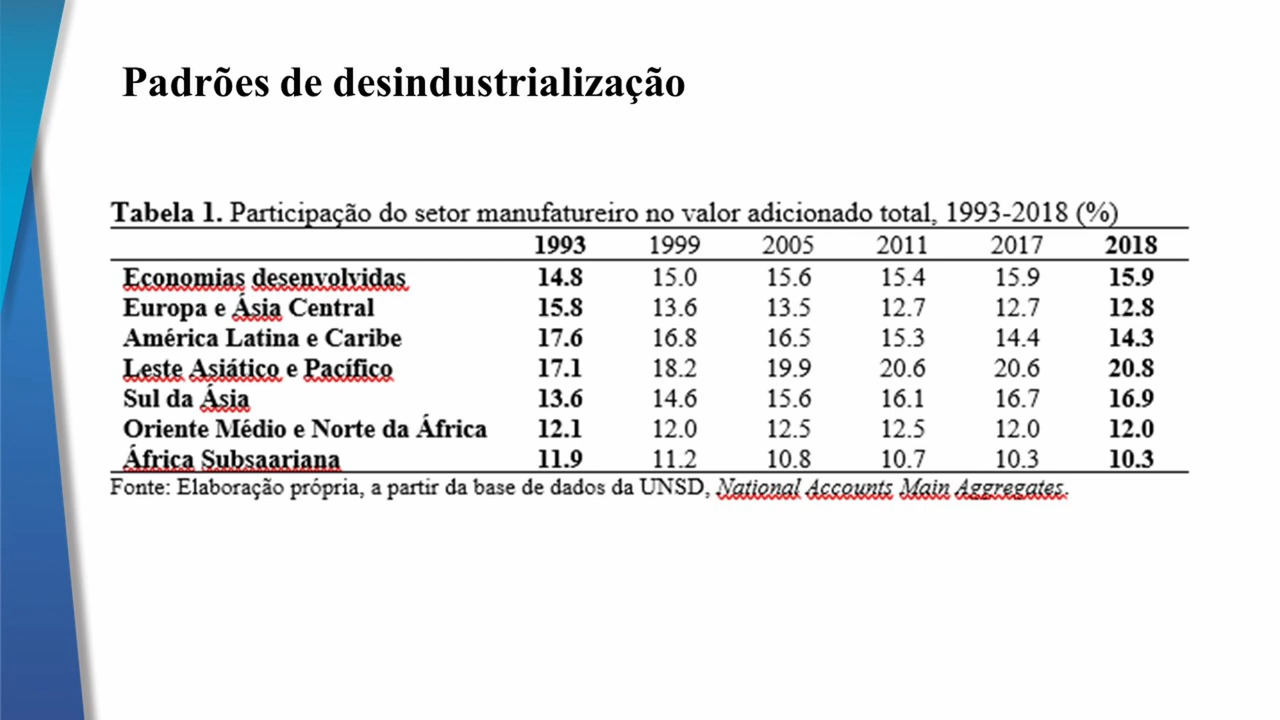 Padrões de desindustrialização
Tabela 1. Participação do setor manufatureiro no valor adicionado total, 1993-2018 (%)
1993 1999 2005 2011 2017 2018
Economias desenvolvidas 14.8 15.0 15.6 15.4 15.9 15.9
Europa e Ásia Central 15.8 13.6 13.5 12.7 12.7 12.8
América Latina e Caribe 17.6 16.8 16.5 15.3 14.4 14.3
Leste Asiático e Pacífico 17.1 18.2 19.9 20.6 20.6 20.8
Sul da Ásia 13.6 14.6 15.6 16.1 16.7 16.9
Oriente Médio e Norte da África 12.1 12.0 12.5 12.5 12.0 12.0
África Subsaariana 11.9 11.2 10.8 10.7 10.3 10.3
Fonte: Elaboração própria, a partir da base de dados da UNSD, National Accounts Main Aggregates.